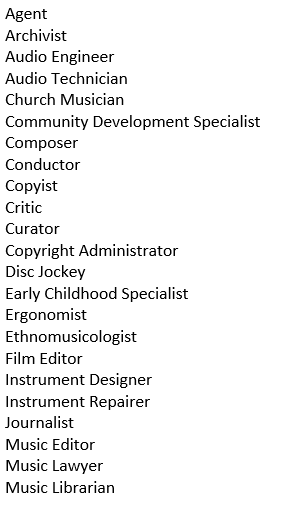 Agent
Archivist
Audio Engineer
Audio Technician
Church Musician
Community Development Specialist
Composer
Conductor
Copyist
Critic
Curator
Copyright Administrator
Disc Jockey
Early Childhood Specialist
Ergonomist
Ethnomusicologist
Film Editor
Instrument Designer
Instrument Repairer
Journalist
Music Editor
Music Lawyer
Music Librarian